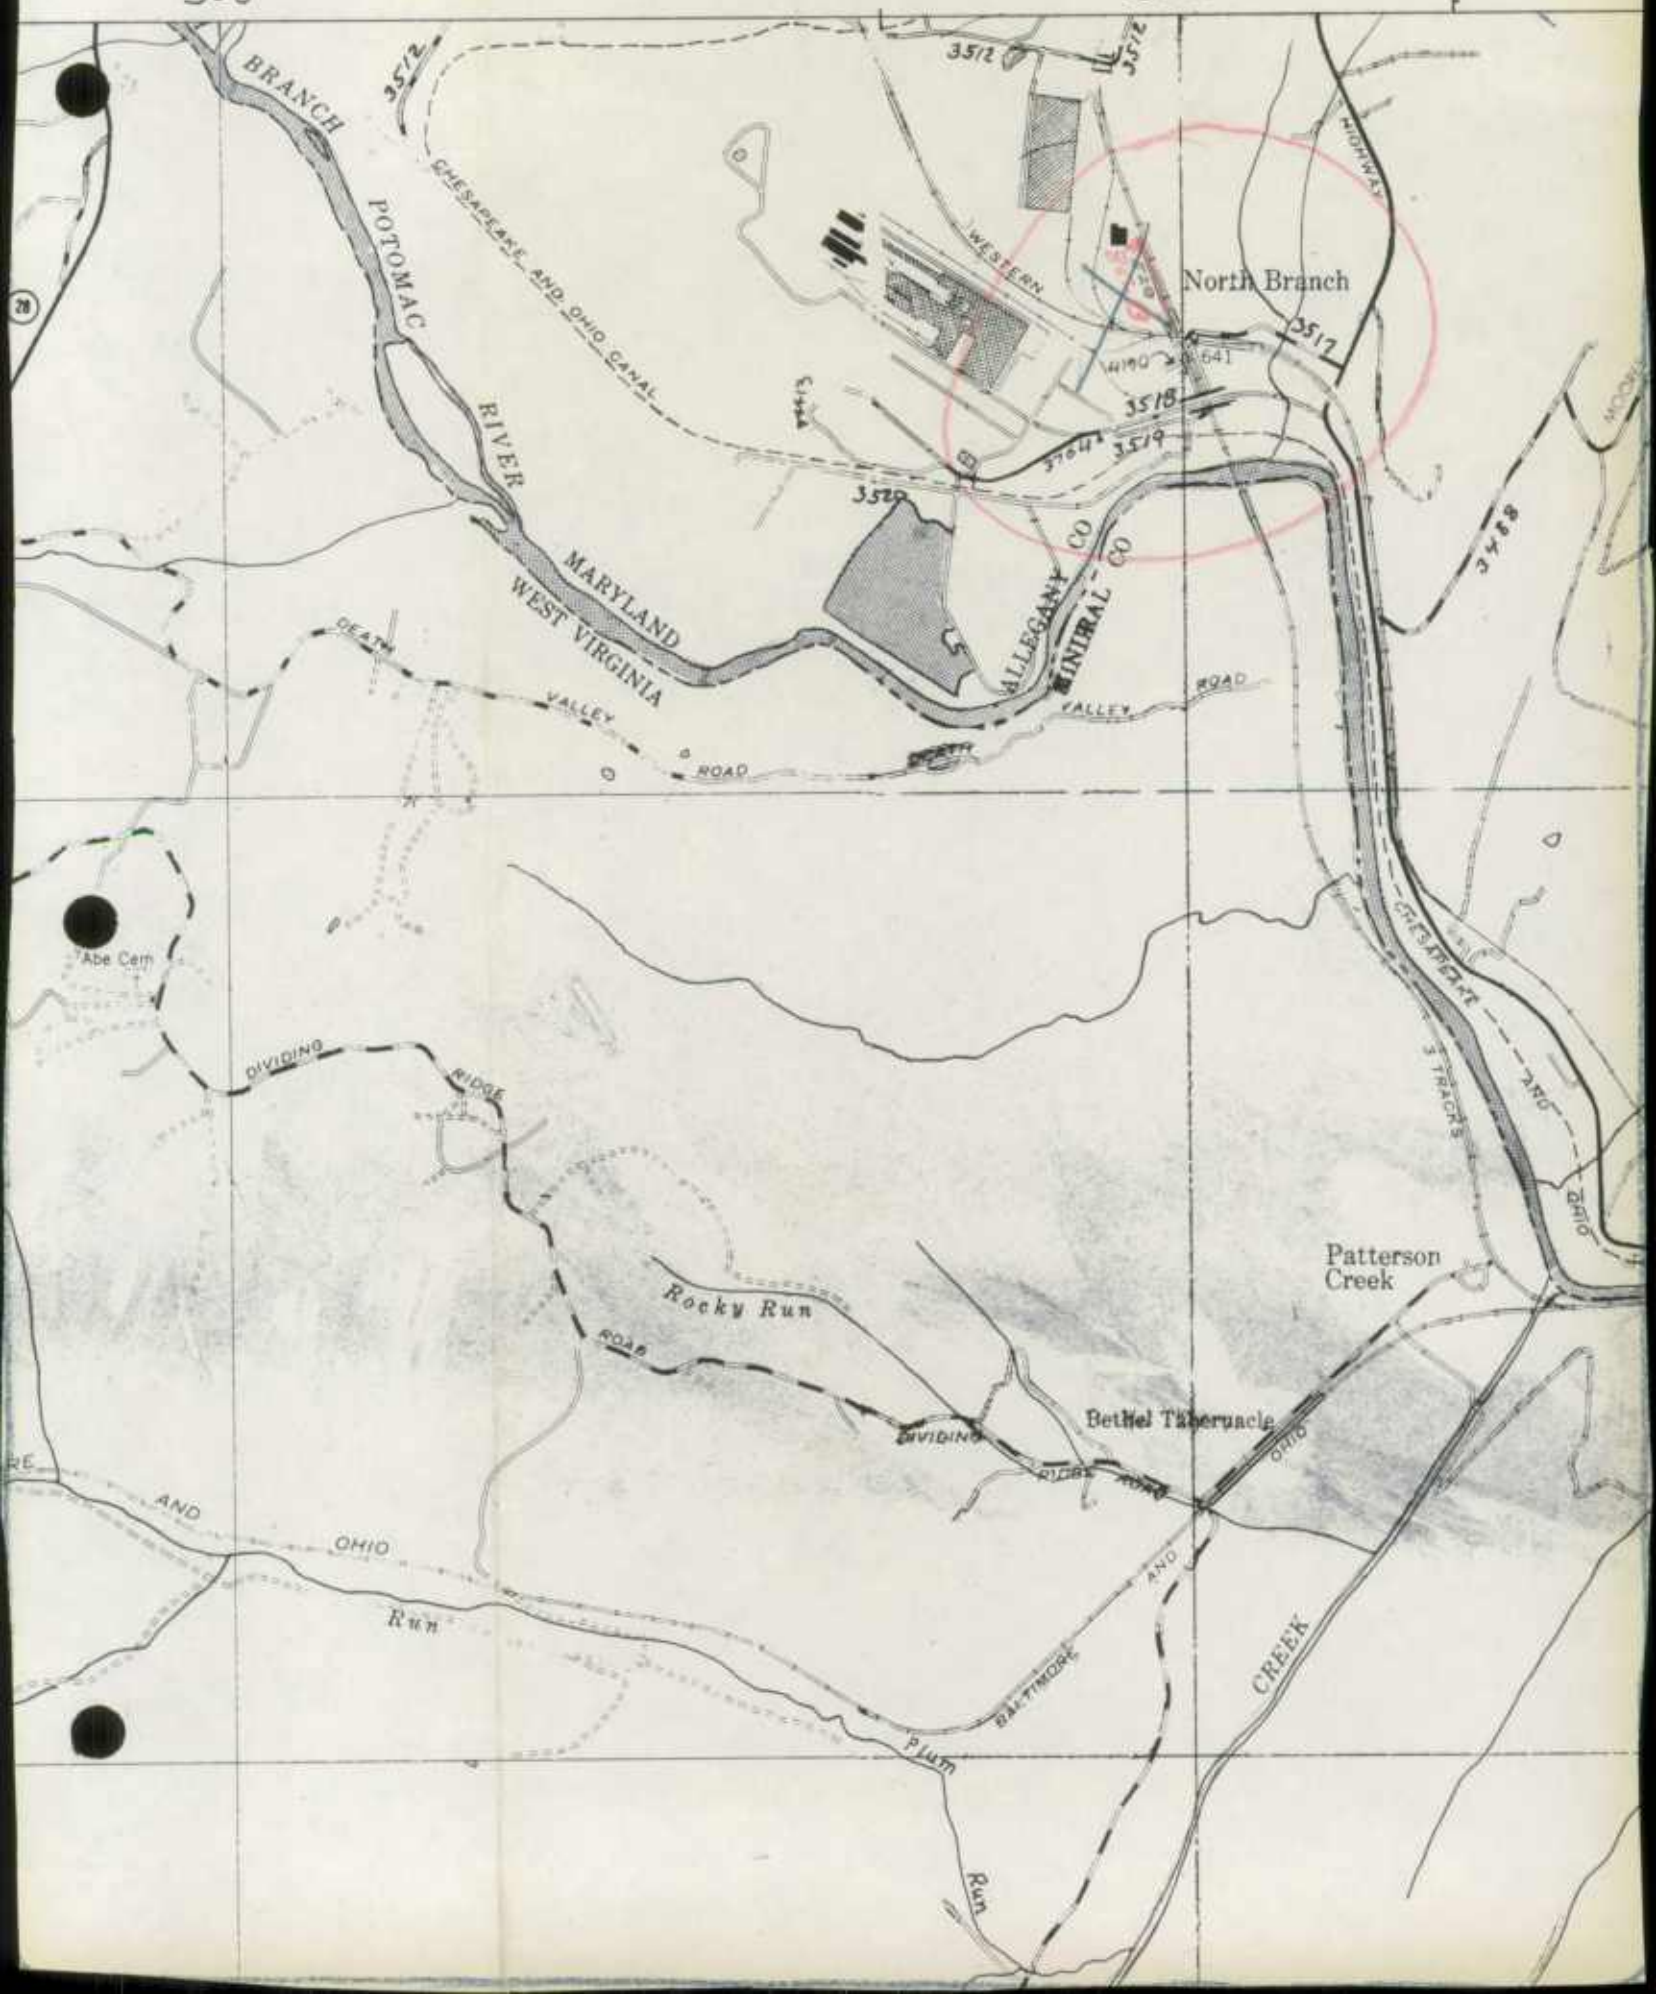 3512
3512
3512
BRANCH
HIGHWAY
CHESAPEAKE AND OHIO CANAL
POTOMAC
WESTERN
North Branch
28
3517
641
RIVER
3518
3519
3520
3488
CO
CO
MARYLAND
WEST VIRGINIA
ALLEGANY
MINERAL
DEATH
VALLEY
ROAD
DEATH
VALLEY
ROAD
Abe Cem
CHESAPEAKE
AND
OHIO
3 TRACKS
DIVIDING
RIDGE
ROAD
Patterson
Creek
Rocky Run
Bethel Tabernacle
DIVIDING
RIDGE
ROAD
OHIO
RE
AND
OHIO
AND
BALTIMORE
Run
CREEK
Plum
Run